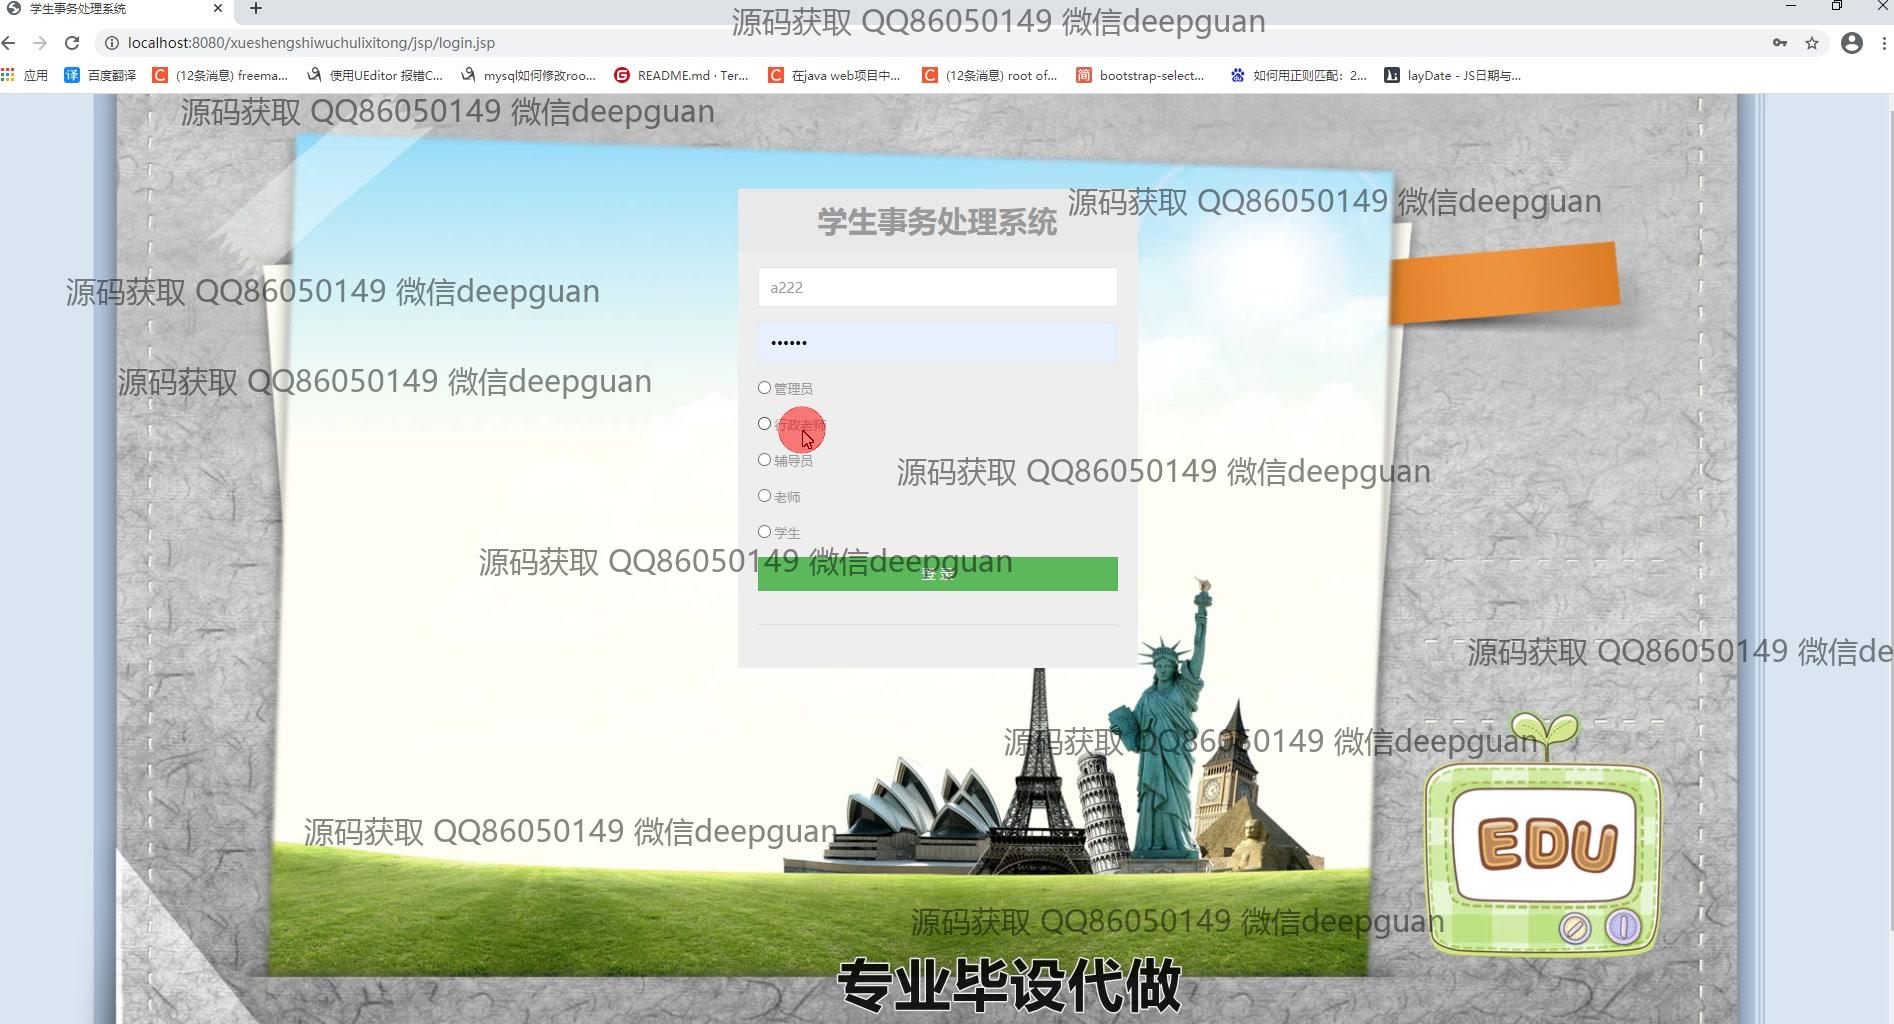 学生事务处理系统
源码获取 QQ86050149 微信deepguan
localhost:8080/xueshengshiwuchulixitong/jsp/login.jsp
应用 百度翻译 (12条消息) freema... 使用UEditor 报错C... mysql如何修改roo... README.md · Ter... 在java web项目中... (12条消息) root of... bootstrap-select... 如何用正则匹配：2... layDate - JS日期与...
源码获取 QQ86050149 微信deepguan
源码获取 QQ86050149 微信deepguan
学生事务处理系统
源码获取 QQ86050149 微信deepguan
a222
源码获取 QQ86050149 微信deepguan
管理员
行政老师
辅导员
源码获取 QQ86050149 微信deepguan
老师
学生
源码获取 QQ86050149 微信deepguan
登 录
源码获取 QQ86050149 微信de
源码获取 QQ86050149 微信deepguan
源码获取 QQ86050149 微信deepguan
EDU
源码获取 QQ86050149 微信deepguan
专业毕设代做